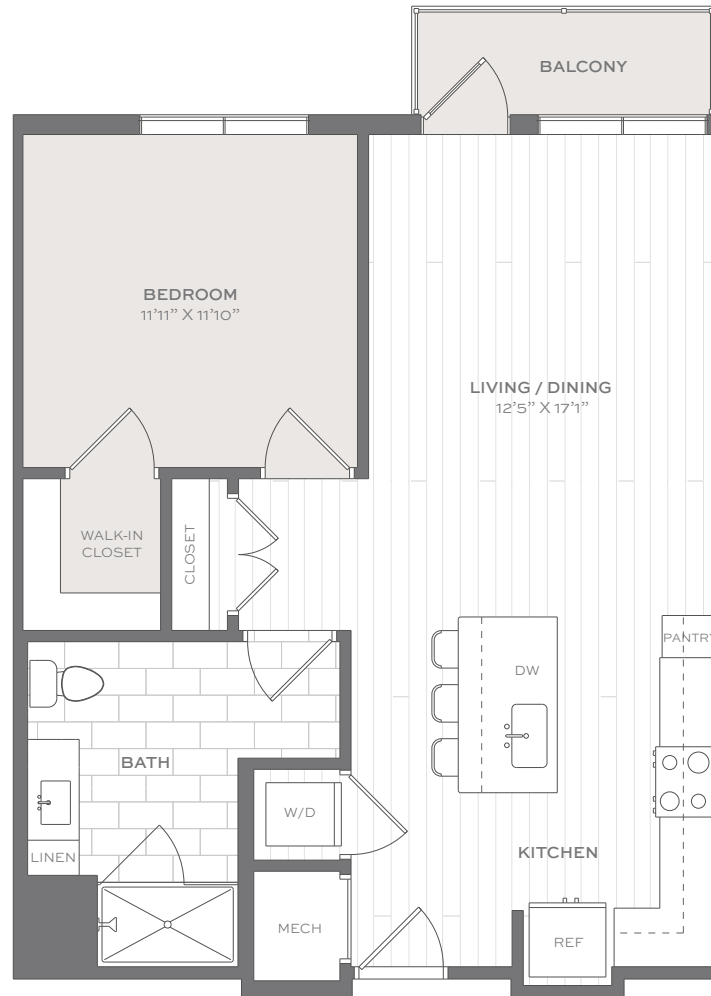 BALCONY
BEDROOM
11'11" X 11'10"
LIVING / DINING
12'5" X 17'1"
WALK-IN
CLOSET
CLOSET
PANTRY
DW
BATH
W/D
KITCHEN
LINEN
MECH
REF